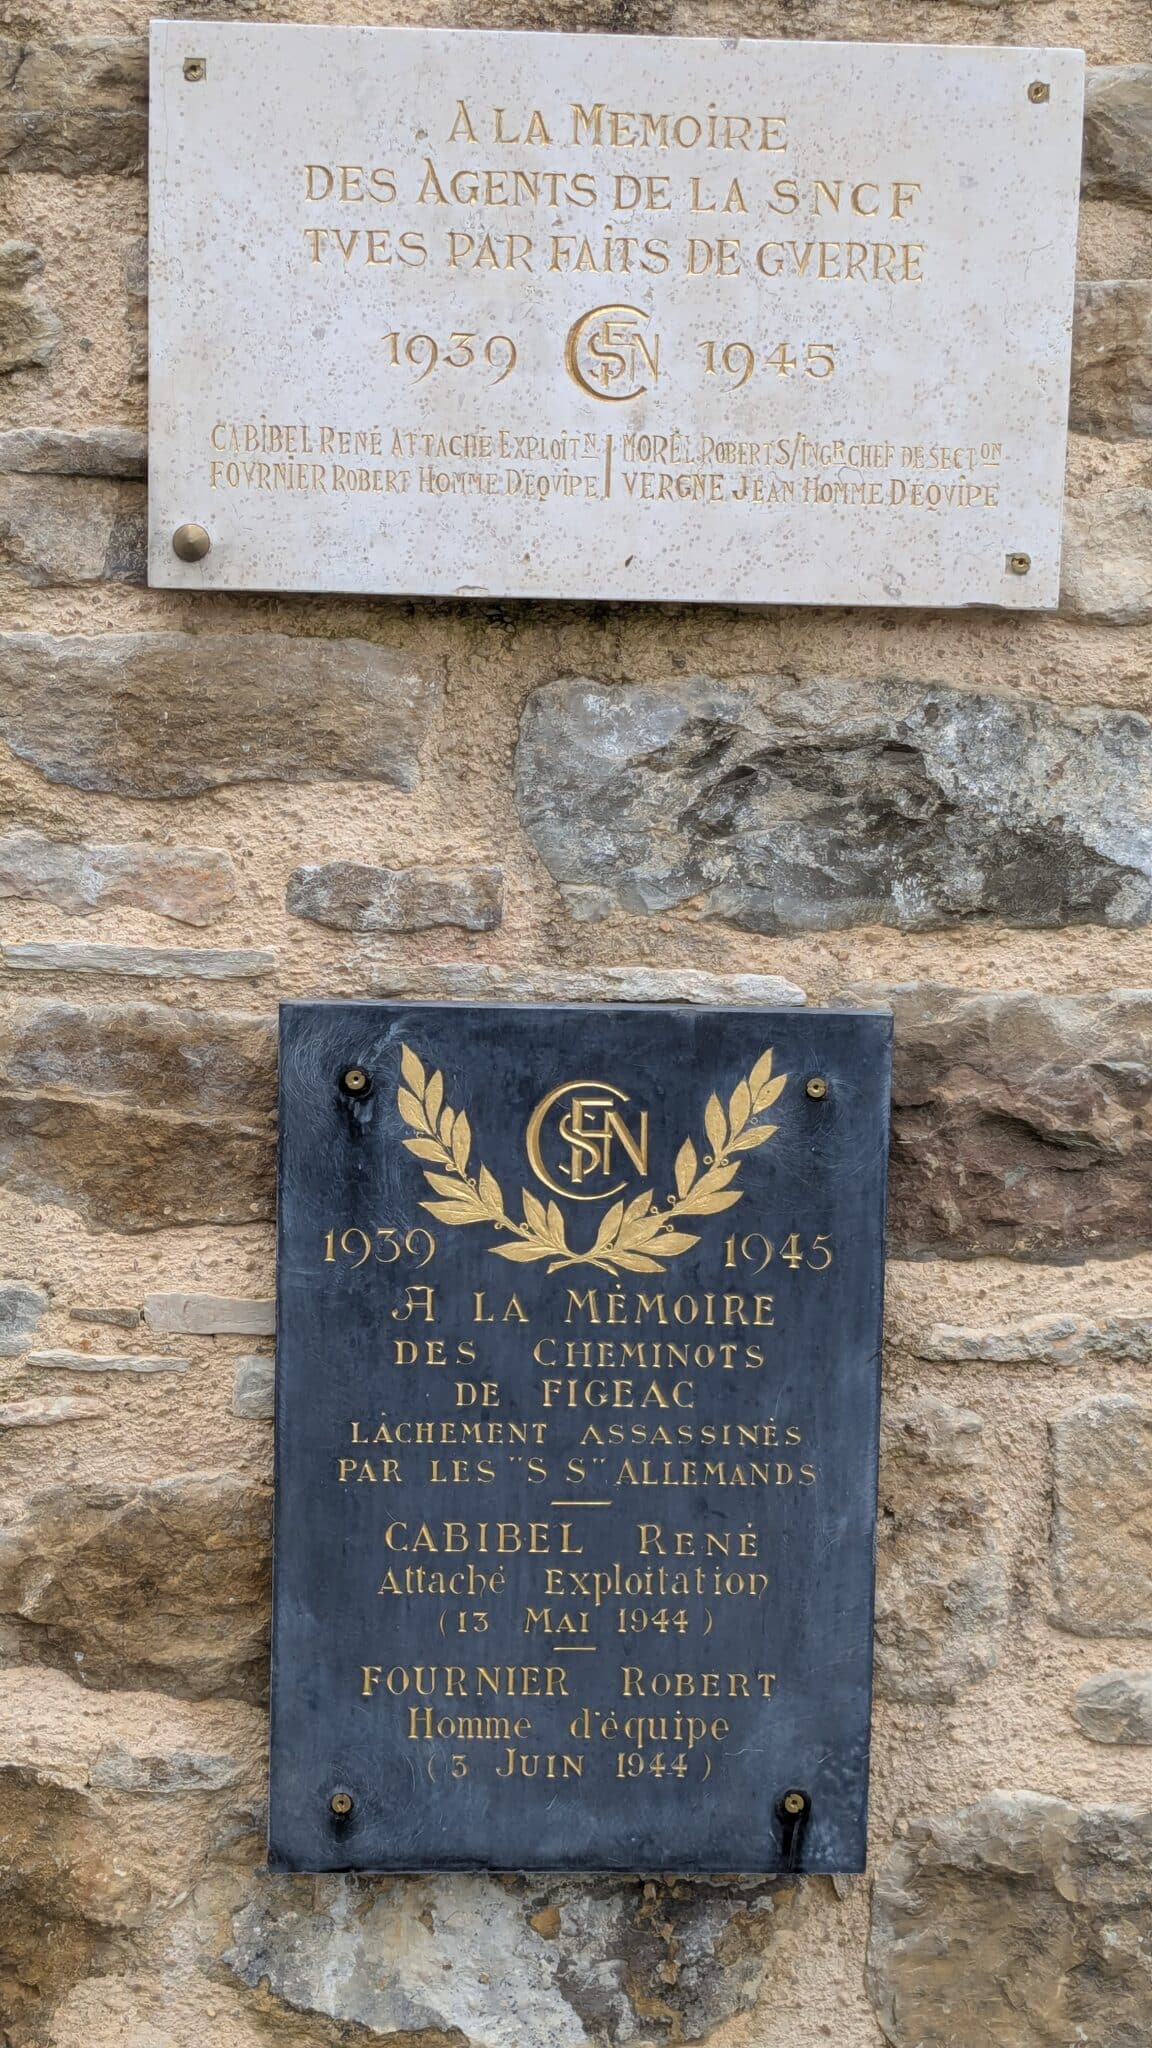 A LA MEMOIRE
DES AGENTS DE LA SNCF
TVES PAR FAITS DE GVERRE
1939 SNCF 1945
CABIBEL RENÉ ATTACHÉ EXPLOITN MOREL ROBERT S/INGR CHEF DE SECTON
FOVRNIER ROBERT HOMME D'EQVIPE VERGNE JEAN HOMME D'EQVIPE
SNCF
1939 1945
A LA MÉMOIRE
DES CHEMINOTS
DE FIGEAC
LÂCHEMENT ASSASSINÉS
PAR LES "S S" ALLEMANDS
CABIBEL RENÉ
Attaché Exploitation
(13 MAI 1944)
FOURNIER ROBERT
Homme d'équipe
(3 JUIN 1944)